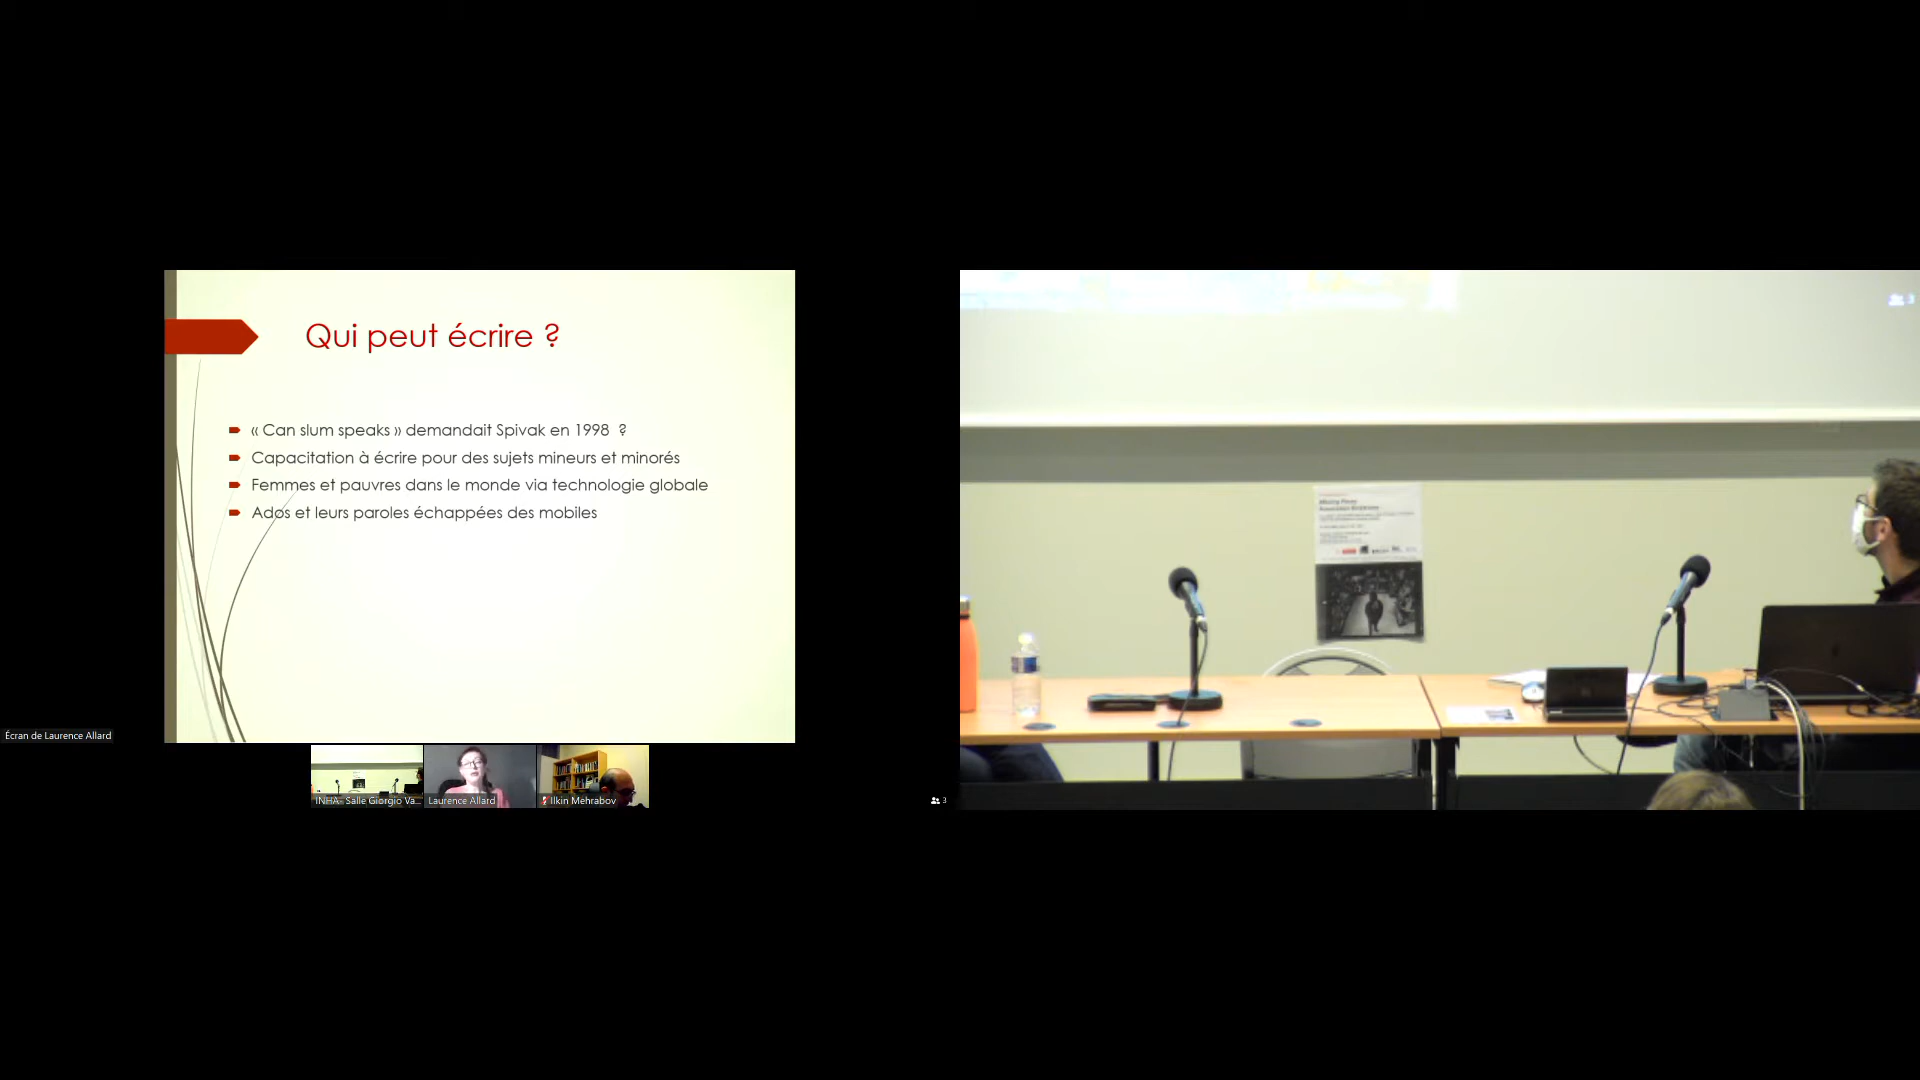 Qui peut écrire ?
« Can slum speaks » demandait Spivak en 1998  ?
Capacitation à écrire pour des sujets mineurs et minorés
Femmes et pauvres dans le monde via technologie globale
Ados et leurs paroles échappées des mobiles
Écran de Laurence Allard
INHA- Salle Giorgio Va...
Laurence Allard
Ilkin Mehrabov
3
3